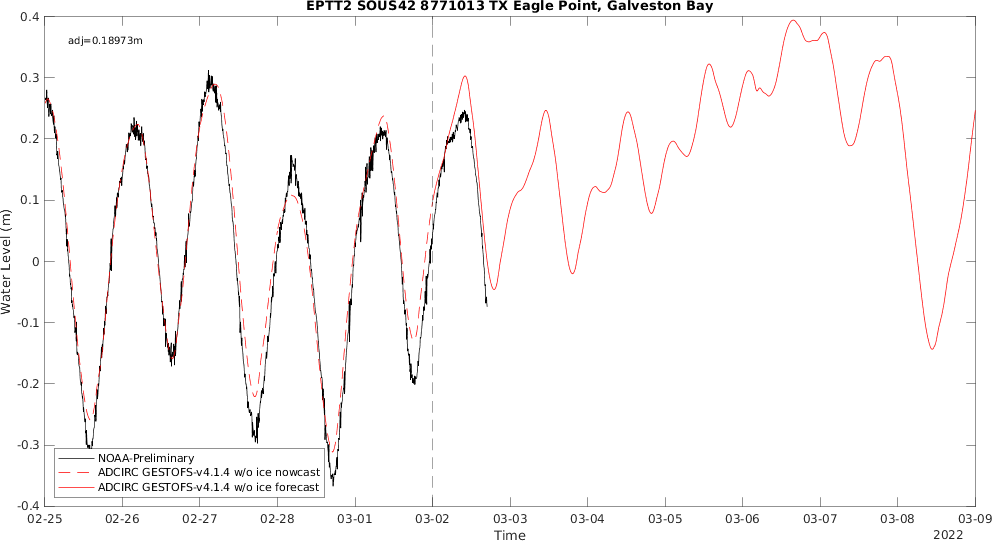 EPTT2 SOUS42 8771013 TX Eagle Point, Galveston Bay
adj=0.18973m
0.4
0.3
0.2
0.1
0
-0.1
-0.2
-0.3
-0.4
Water Level (m)
NOAA-Preliminary
ADCIRC GESTOFS-v4.1.4 w/o ice nowcast
ADCIRC GESTOFS-v4.1.4 w/o ice forecast
02-25 02-26 02-27 02-28 03-01 03-02 03-03 03-04 03-05 03-06 03-07 03-08 03-09
Time
2022